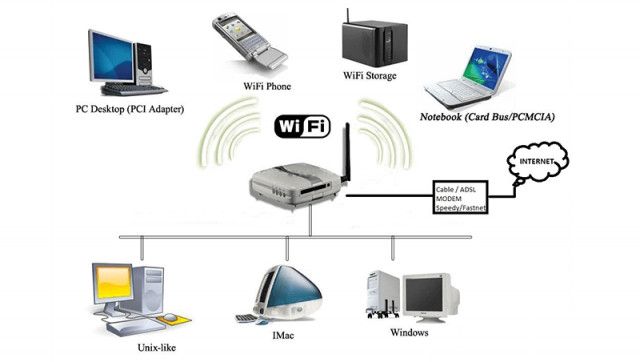 WiFi Phone
WiFi Storage
PC Desktop (PCI Adapter)
Notebook (Card Bus/PCMCIA)
WiFi
INTERNET
Cable / ADSL
MODEM
Speedy/Fastnet
Unix-like
IMac
Windows